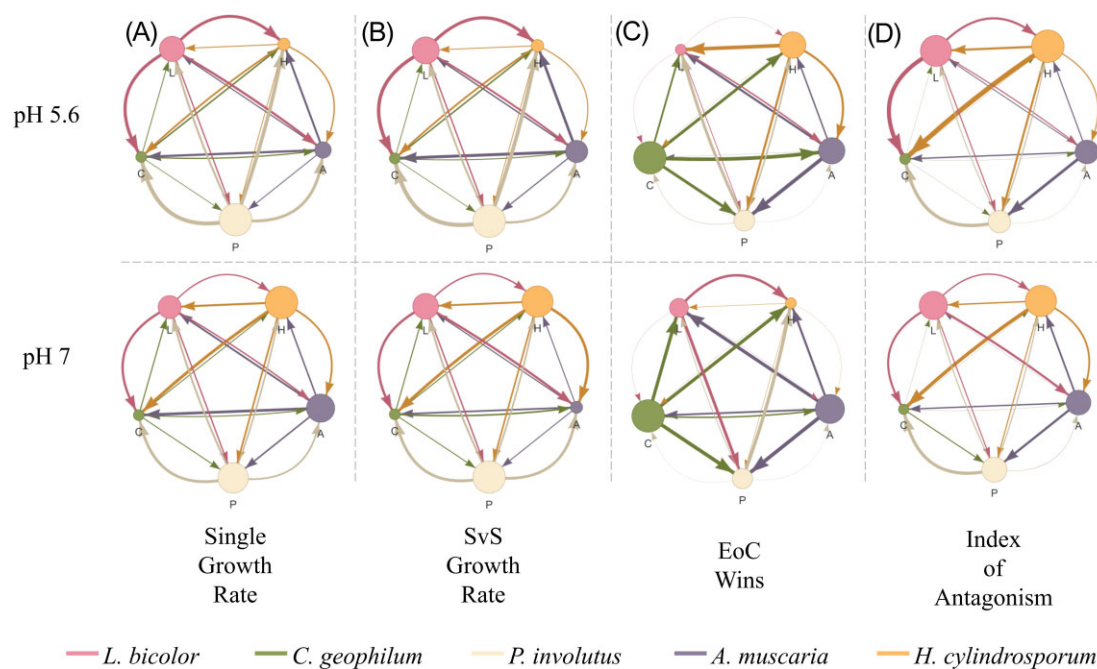 (A) (B) (C) (D)
pH 5.6
L H C A P
L H C A P
L H C A P
L H C A P
pH 7
L H C A P
L H C A P
L H C A P
L H C A P
Single
Growth
Rate
SvS
Growth
Rate
EoC
Wins
Index
of
Antagonism
L. bicolor C. geophilum P. involutus A. muscaria H. cylindrosporum